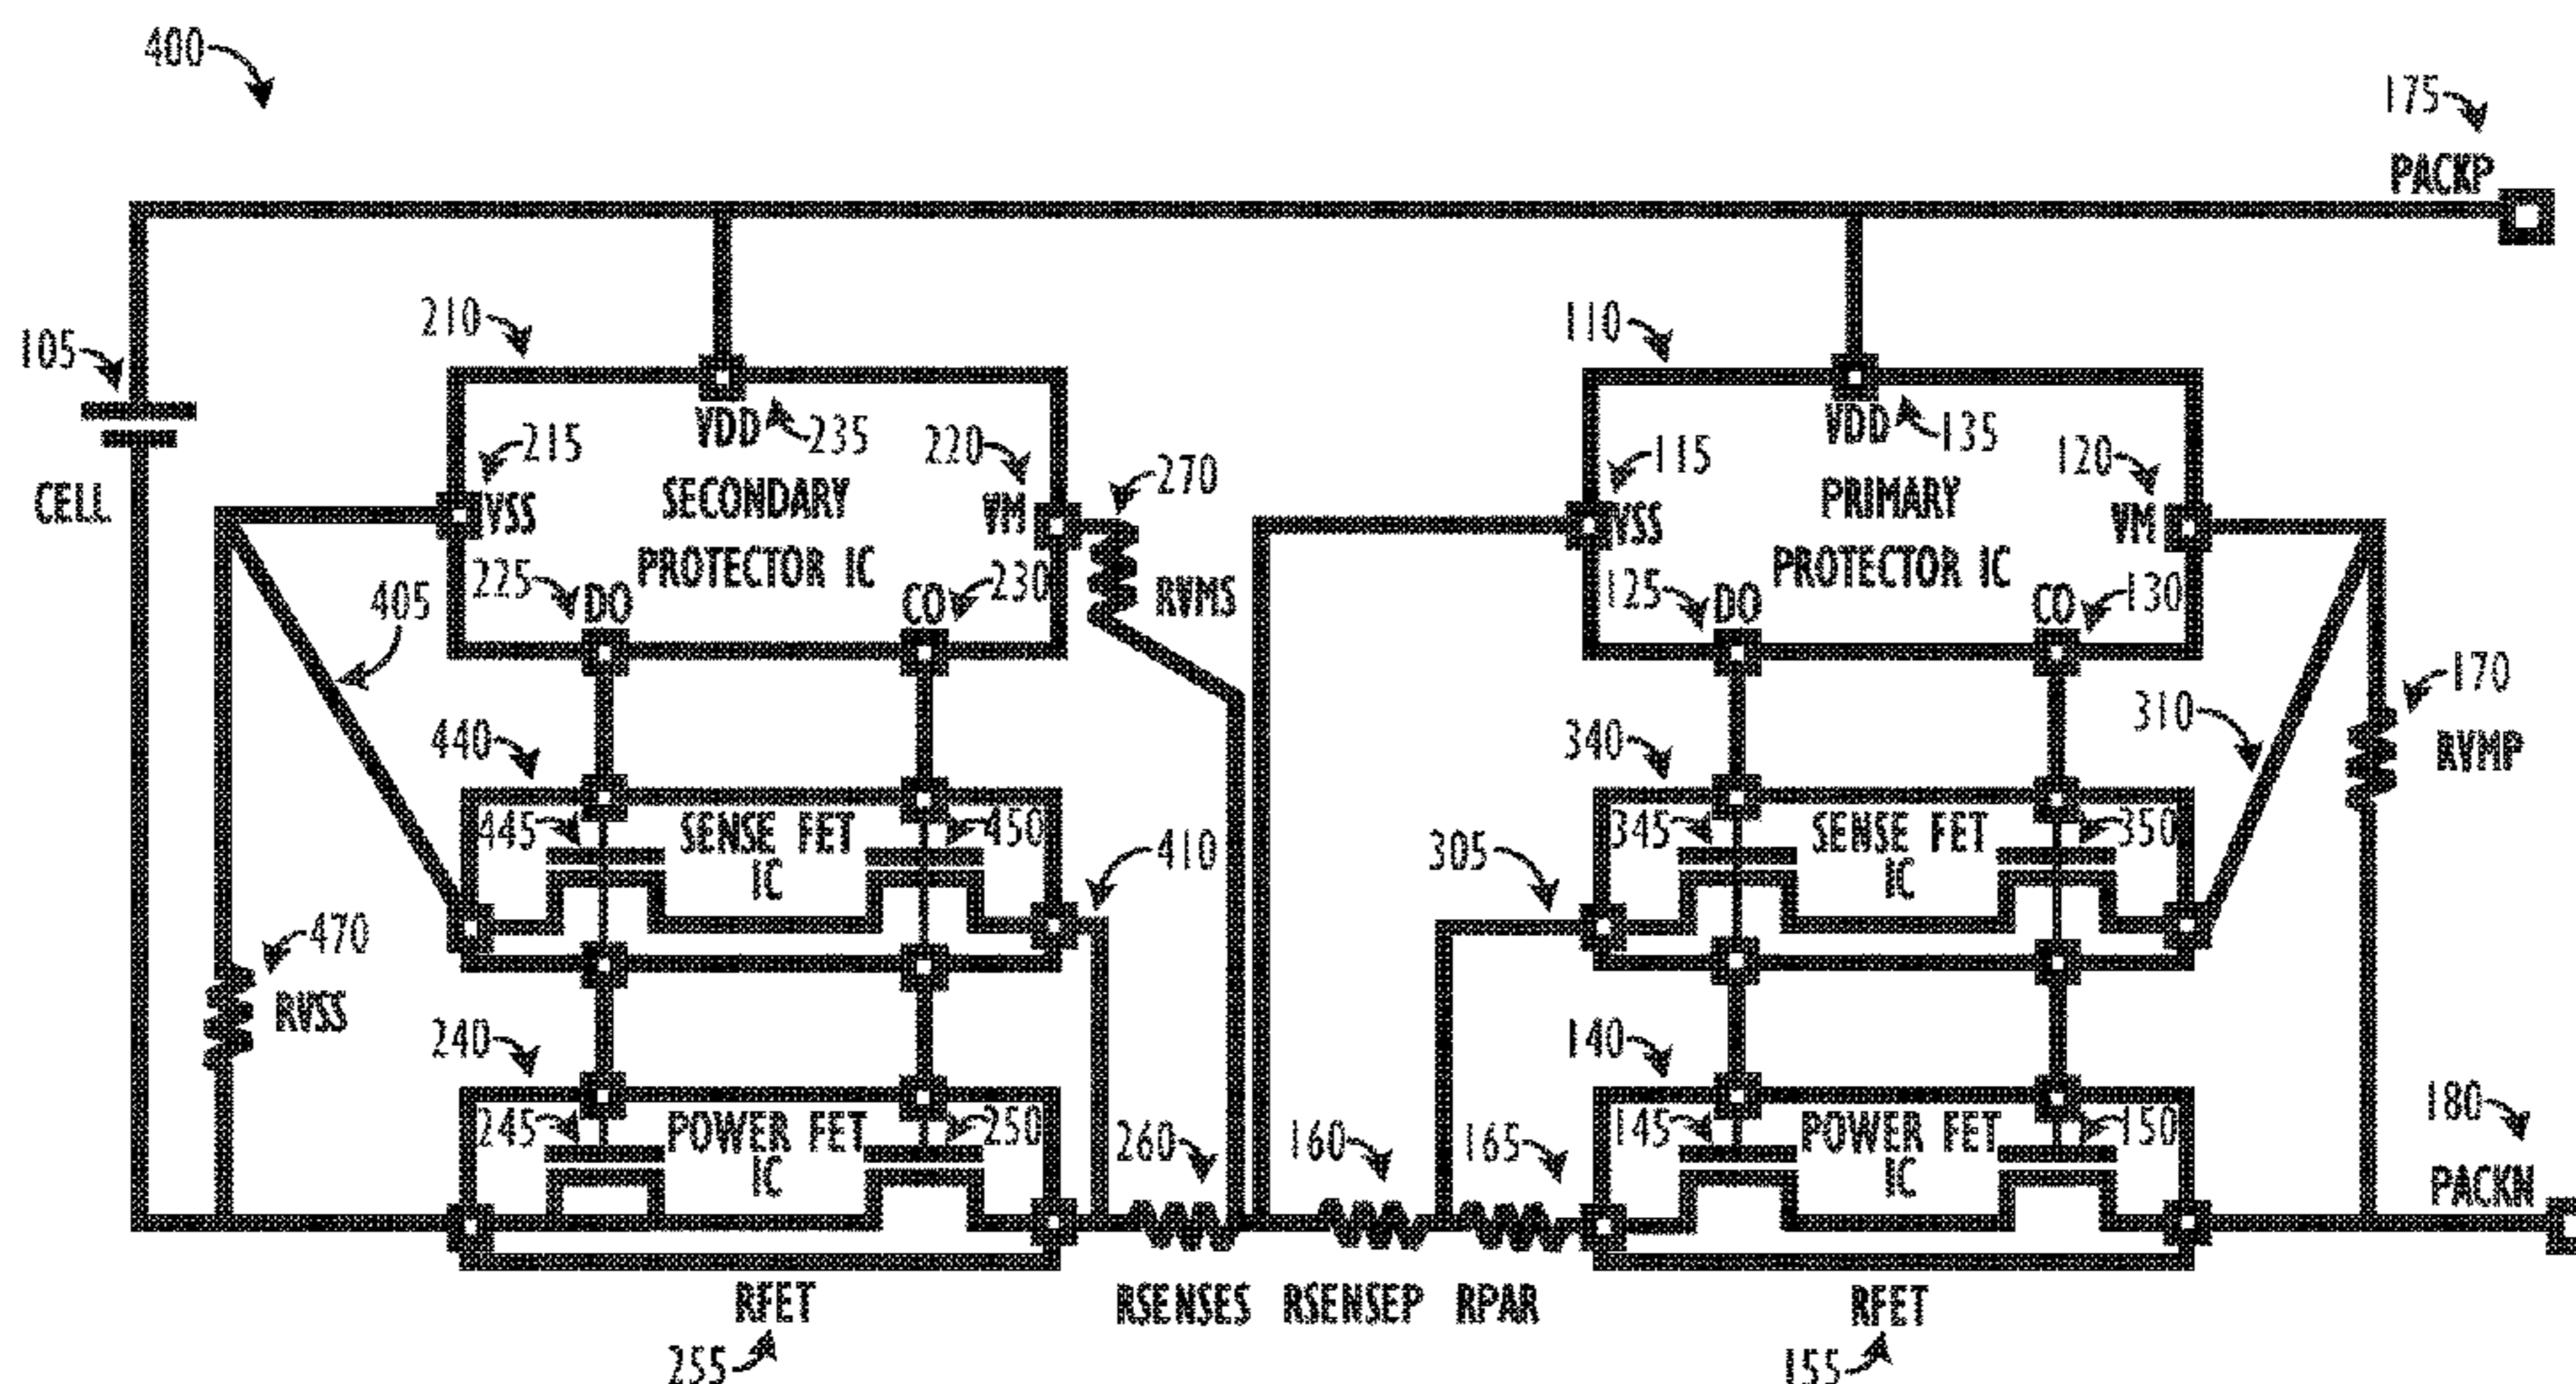 400
175
PACKP
210
110
105
VDD
235
VDD
135
215
220
115
120
270
CELL
VSS
SECONDARY
VM
VSS
PRIMARY
VM
PROTECTOR IC
PROTECTOR IC
225
DO
CO
230
RVMS
125
DO
CO
130
405
170
310
RVMP
440
340
445
SENSE FET
IC
450
410
305
345
SENSE FET
IC
350
470
RVSS
240
140
245
POWER FET
IC
250
260
160
165
145
POWER FET
IC
150
180
PACKN
RFET
RSENSES
RSENSEP
RPAR
RFET
255
155